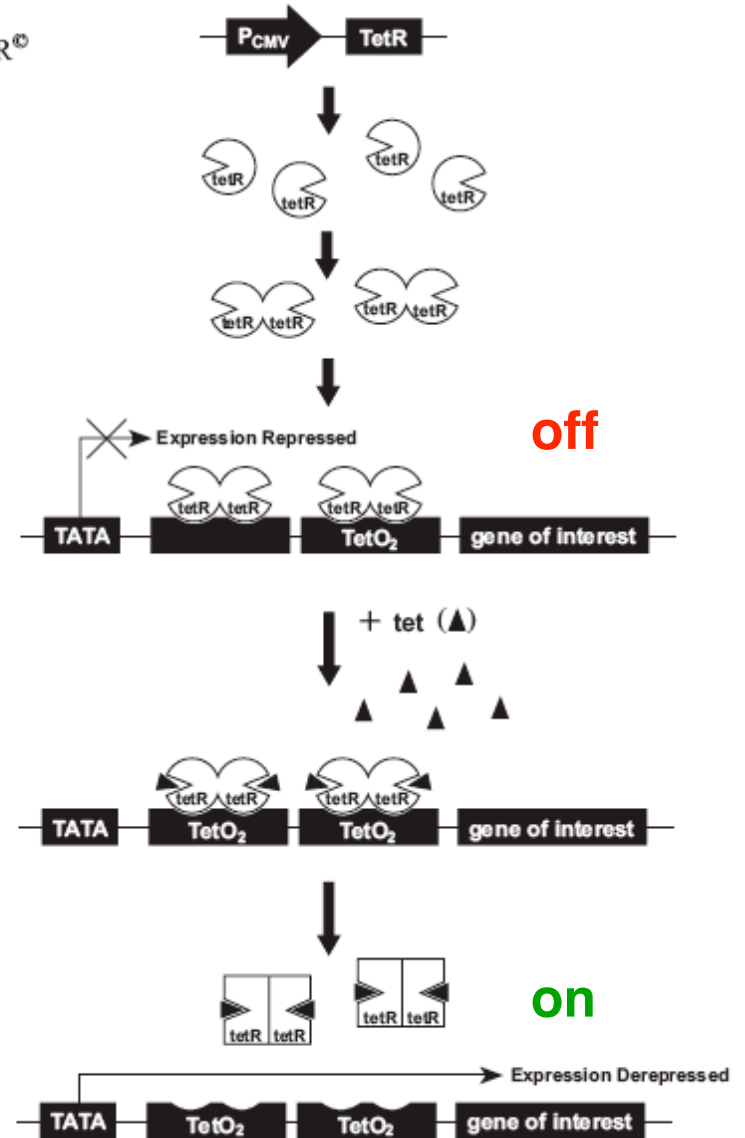 R©
PCMV TetR
tetR tetR tetR tetR
tetR tetR tetR tetR
off
Expression Repressed
tetR tetR tetR tetR
TATA TetO2 gene of interest
+ tet (▲)
tetR tetR tetR tetR
TATA TetO2 TetO2 gene of interest
on
tetR tetR tetR tetR
Expression Derepressed
TATA TetO2 TetO2 gene of interest